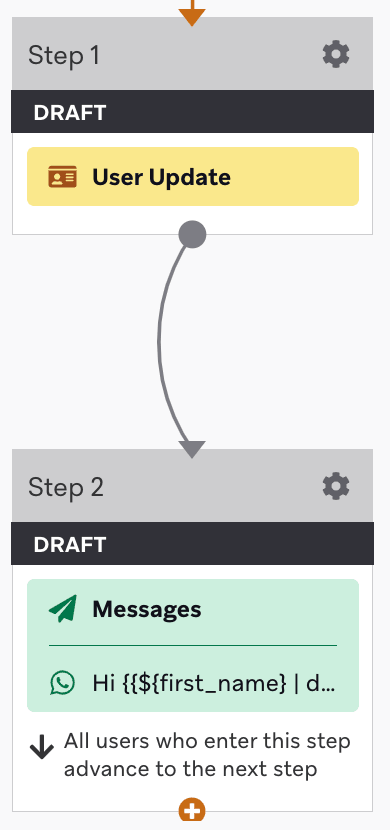 Step 1
DRAFT
User Update
Step 2
DRAFT
Messages
Hi {{${first_name} | d...
All users who enter this step
advance to the next step